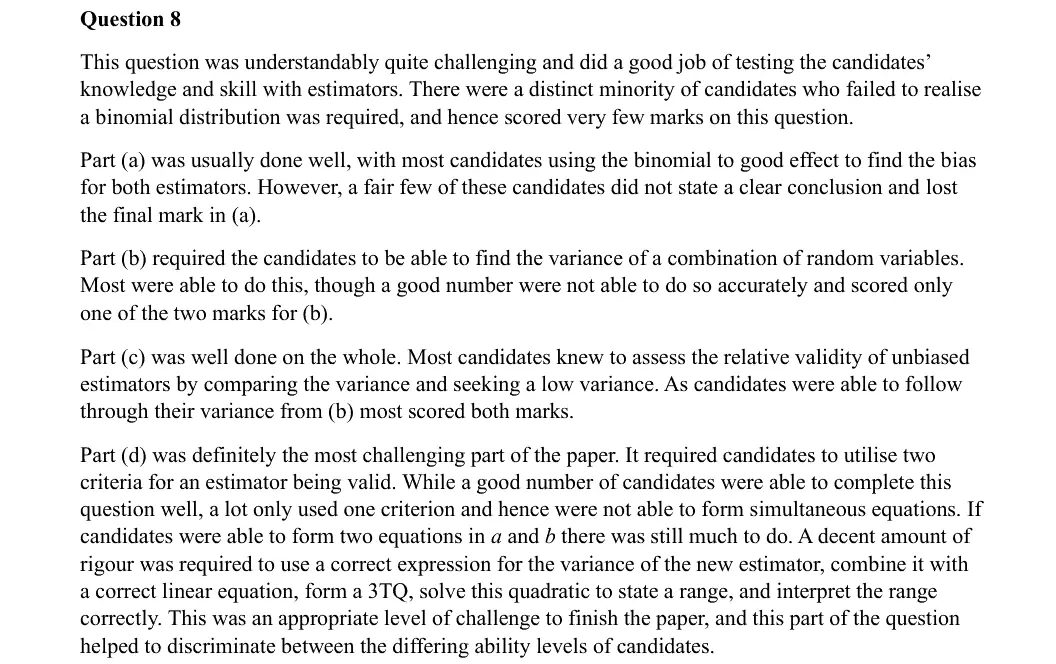 Question 8
This question was understandably quite challenging and did a good job of testing the candidates’
knowledge and skill with estimators. There were a distinct minority of candidates who failed to realise
a binomial distribution was required, and hence scored very few marks on this question.
Part (a) was usually done well, with most candidates using the binomial to good effect to find the bias
for both estimators. However, a fair few of these candidates did not state a clear conclusion and lost
the final mark in (a).
Part (b) required the candidates to be able to find the variance of a combination of random variables.
Most were able to do this, though a good number were not able to do so accurately and scored only
one of the two marks for (b).
Part (c) was well done on the whole. Most candidates knew to assess the relative validity of unbiased
estimators by comparing the variance and seeking a low variance. As candidates were able to follow
through their variance from (b) most scored both marks.
Part (d) was definitely the most challenging part of the paper. It required candidates to utilise two
criteria for an estimator being valid. While a good number of candidates were able to complete this
question well, a lot only used one criterion and hence were not able to form simultaneous equations. If
candidates were able to form two equations in a and b there was still much to do. A decent amount of
rigour was required to use a correct expression for the variance of the new estimator, combine it with
a correct linear equation, form a 3TQ, solve this quadratic to state a range, and interpret the range
correctly. This was an appropriate level of challenge to finish the paper, and this part of the question
helped to discriminate between the differing ability levels of candidates.